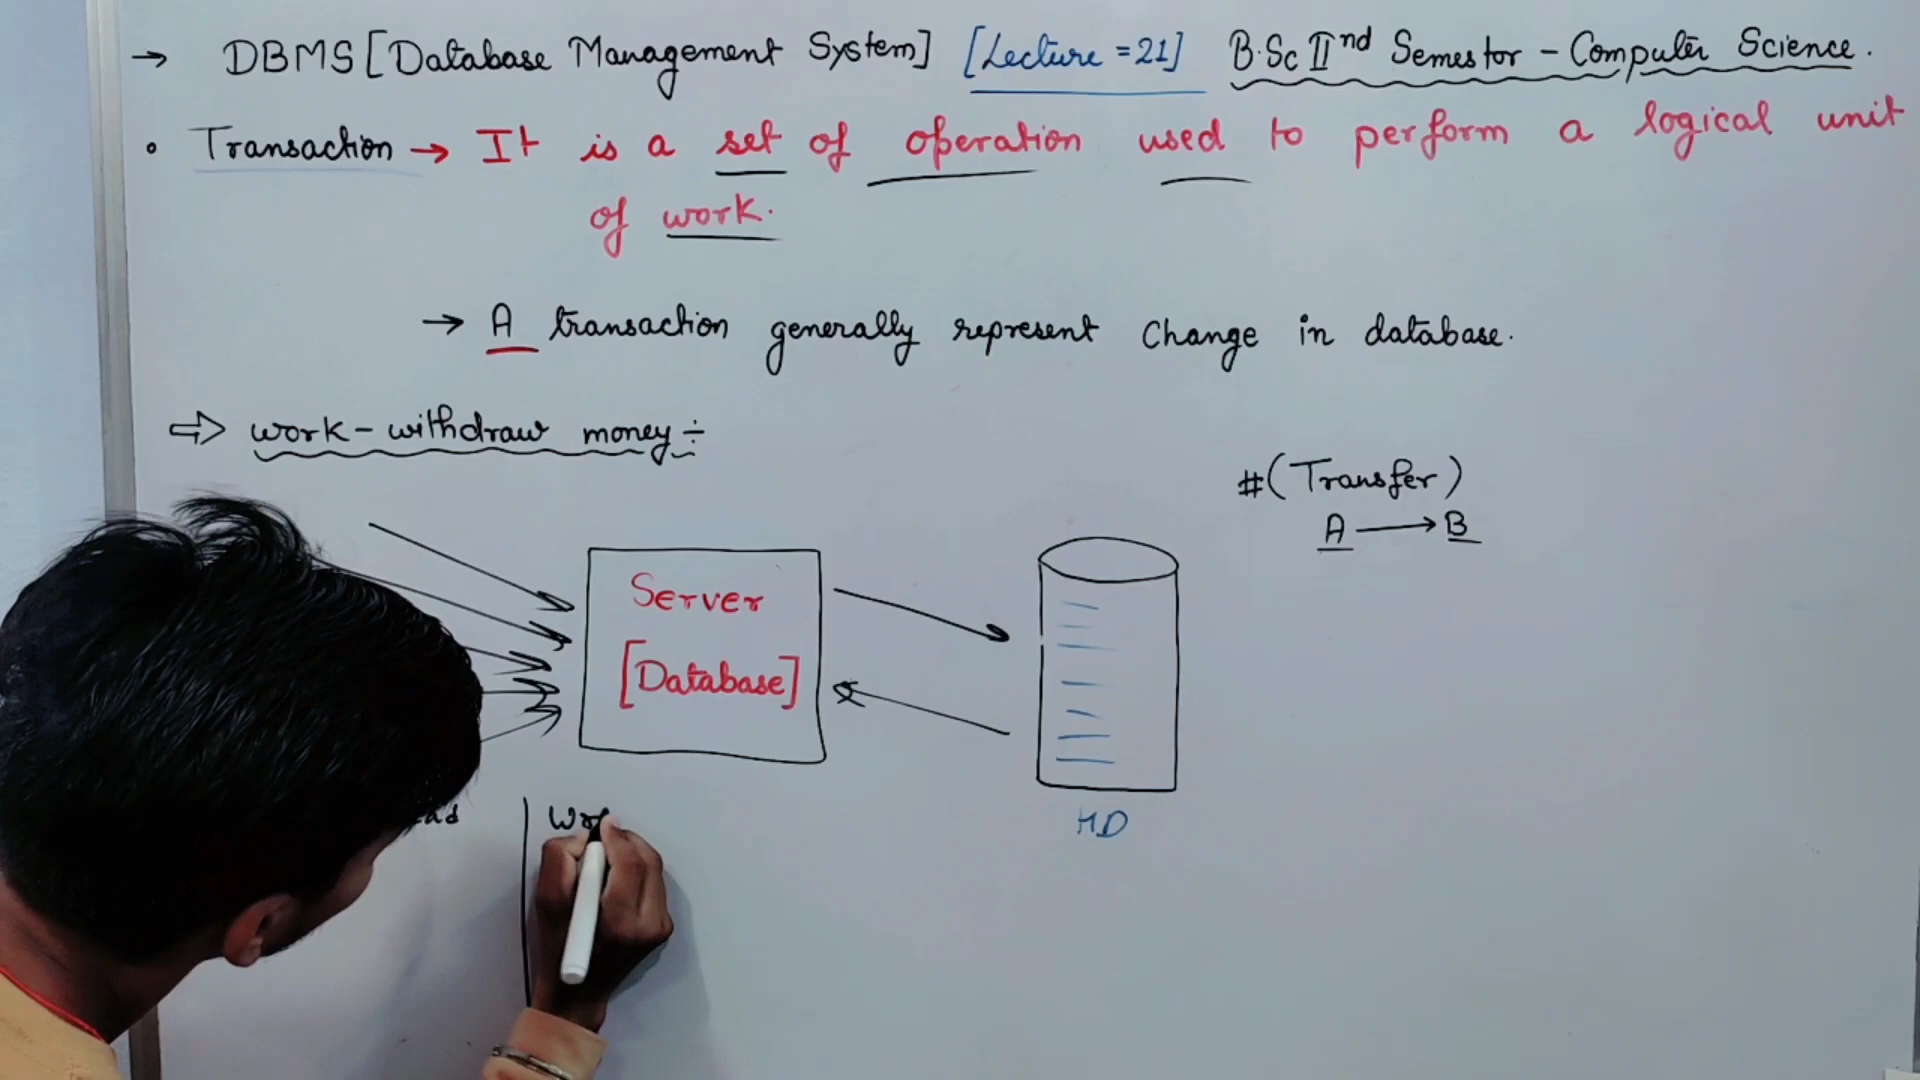 → DBMS [Database Management System] [Lecture = 21] B.Sc IInd Semestor - Computer Science.
• Transaction → It is a set of operation used to perform a logical unit
of work.
→ A transaction generally represent change in database.
⇒ work - withdraw money ÷
#(Transfer)
A → B
Server
[Database]
HD